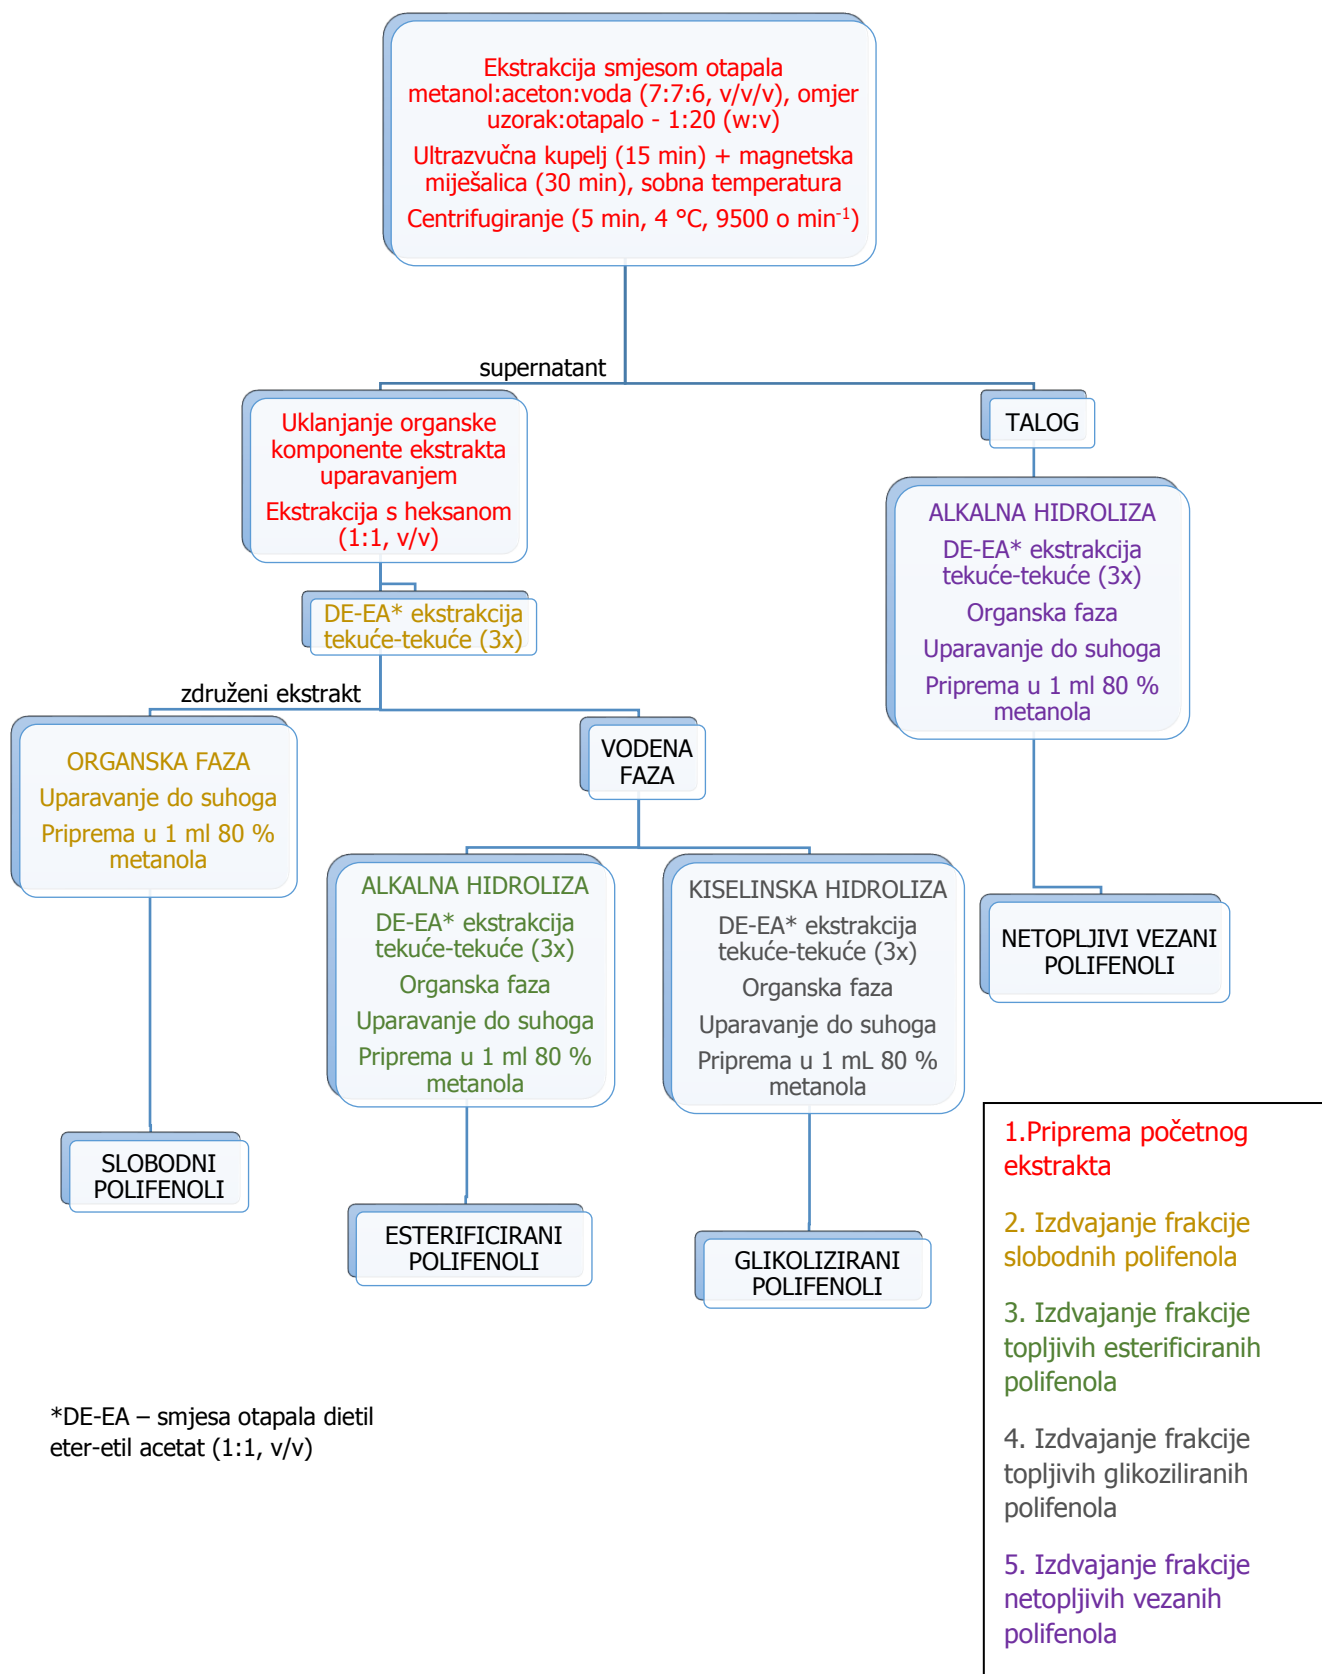 Ekstrakcija smjesom otapala
metanol:aceton:voda (7:7:6, v/v/v), omjer
uzorak:otapalo - 1:20 (w:v)
Ultrazvučna kupelj (15 min) + magnetska
miješalica (30 min), sobna temperatura
Centrifugiranje (5 min, 4 °C, 9500 o min⁻¹)
supernatant
Uklanjanje organske
komponente ekstrakta
uparavanjem
Ekstrakcija s heksanom
(1:1, v/v)
TALOG
ALKALNA HIDROLIZA
DE-EA* ekstrakcija
tekuće-tekuće (3x)
Organska faza
Uparavanje do suhoga
Priprema u 1 ml 80 %
metanola
DE-EA* ekstrakcija
tekuće-tekuće (3x)
združeni ekstrakt
ORGANSKA FAZA
Uparavanje do suhoga
Priprema u 1 ml 80 %
metanola
VODENA
FAZA
ALKALNA HIDROLIZA
DE-EA* ekstrakcija
tekuće-tekuće (3x)
Organska faza
Uparavanje do suhoga
Priprema u 1 ml 80 %
metanola
KISELINSKA HIDROLIZA
DE-EA* ekstrakcija
tekuće-tekuće (3x)
Organska faza
Uparavanje do suhoga
Priprema u 1 mL 80 %
metanola
NETOPLJIVI VEZANI
POLIFENOLI
SLOBODNI
POLIFENOLI
ESTERIFICIRANI
POLIFENOLI
GLIKOLIZIRANI
POLIFENOLI
1.Priprema početnog
ekstrakta
2. Izdvajanje frakcije
slobodnih polifenola
3. Izdvajanje frakcije
topljivih esterificiranih
polifenola
4. Izdvajanje frakcije
topljivih glikoziliranih
polifenola
5. Izdvajanje frakcije
netopljivih vezanih
polifenola
*DE-EA – smjesa otapala dietil
eter-etil acetat (1:1, v/v)